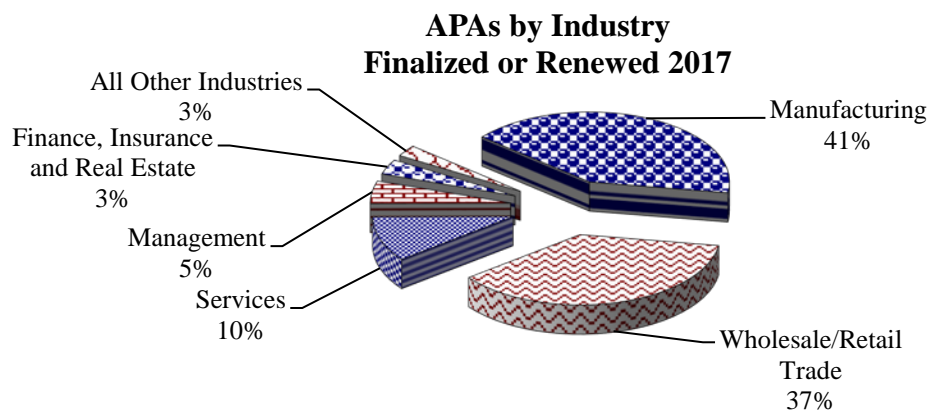 APAs by Industry
Finalized or Renewed 2017
All Other Industries
3%
Finance, Insurance
and Real Estate
3%
Management
5%
Services
10%
Manufacturing
41%
Wholesale/Retail
Trade
37%